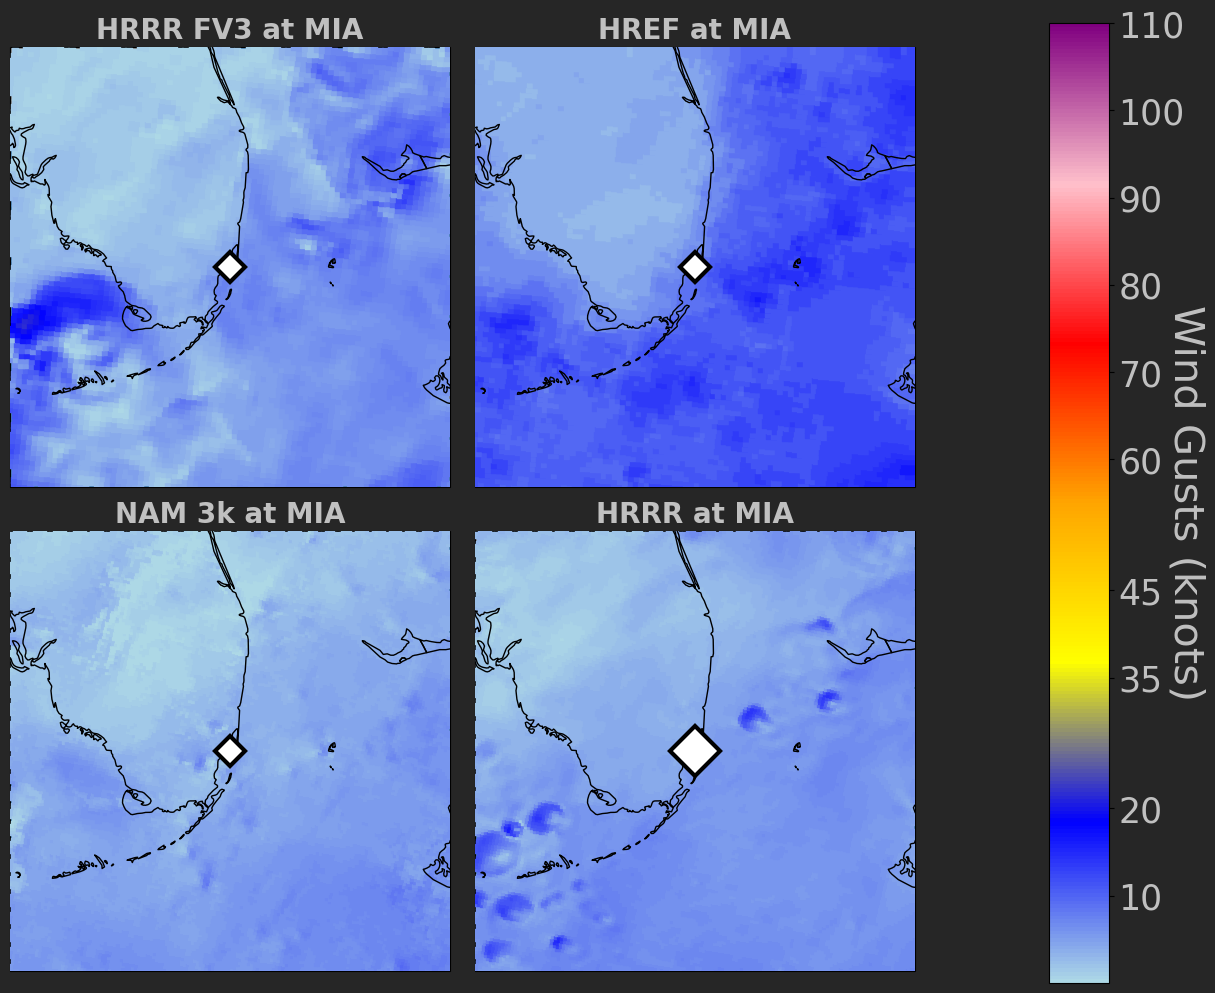 HRRR FV3 at MIA
HREF at MIA
NAM 3k at MIA
HRRR at MIA
110
100
90
80
70
60
45
35
20
10
Wind Gusts (knots)